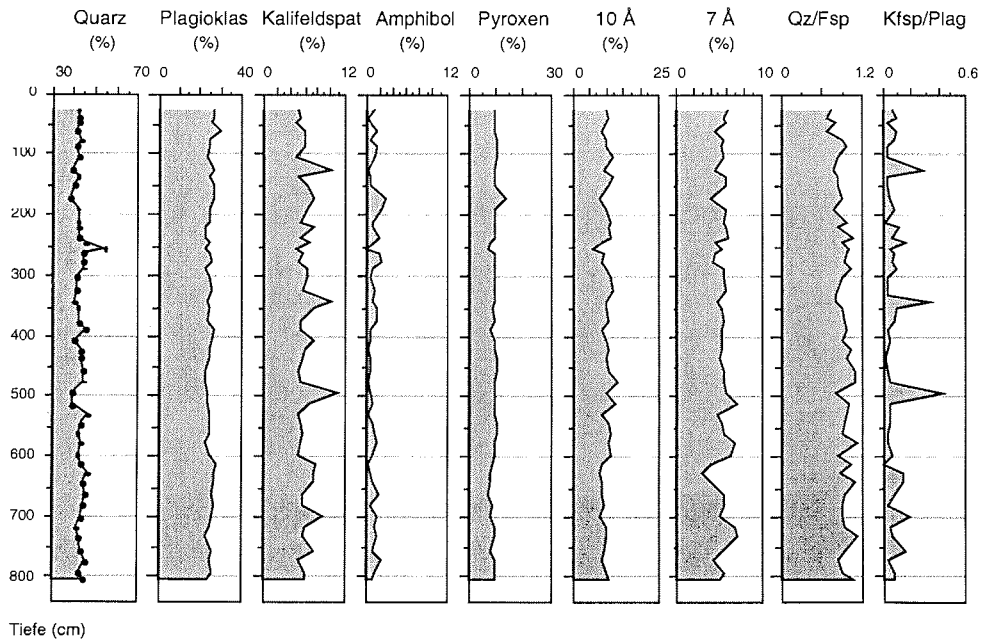 Quarz Plagioklas Kalifeldspat Amphibol Pyroxen 10 Å 7 Å Qz/Fsp Kfsp/Plag
(%) (%) (%) (%) (%) (%) (%)
30 70 0 40 0 12 0 12 0 30 0 25 0 10 0 1.2 0 0.6
0
100
200
300
400
500
600
700
800
Tiefe (cm)